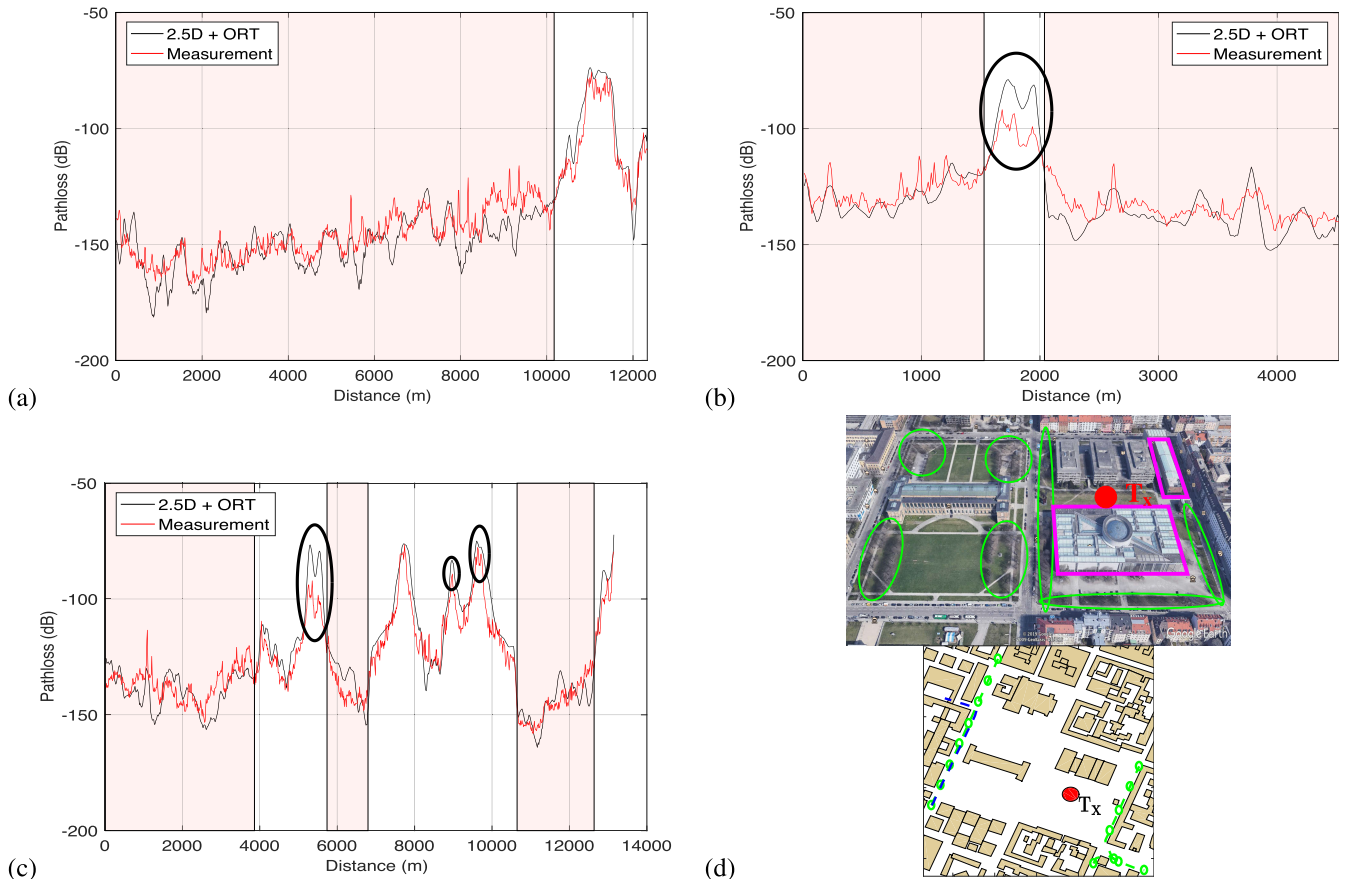 -50
-100
-150
-200
Pathloss (dB)
2.5D + ORT
Measurement
0
2000
4000
6000
8000
10000
12000
Distance (m)
(a)
-50
-100
-150
-200
Pathloss (dB)
2.5D + ORT
Measurement
0
1000
2000
3000
4000
Distance (m)
(b)
-50
-100
-150
-200
Pathloss (dB)
2.5D + ORT
Measurement
0
2000
4000
6000
8000
10000
12000
14000
Distance (m)
(c)
Tx
Google Earth
Tx
(d)